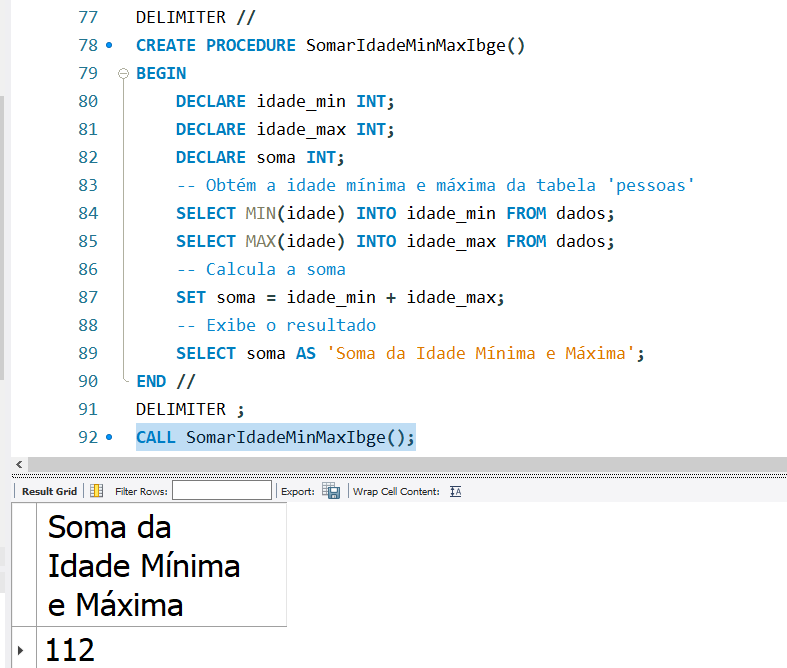 77 DELIMITER //
78 CREATE PROCEDURE SomarIdadeMinMaxIbge()
79 BEGIN
80 DECLARE idade_min INT;
81 DECLARE idade_max INT;
82 DECLARE soma INT;
83 -- Obtém a idade mínima e máxima da tabela 'pessoas'
84 SELECT MIN(idade) INTO idade_min FROM dados;
85 SELECT MAX(idade) INTO idade_max FROM dados;
86 -- Calcula a soma
87 SET soma = idade_min + idade_max;
88 -- Exibe o resultado
89 SELECT soma AS 'Soma da Idade Mínima e Máxima';
90 END //
91 DELIMITER ;
92 CALL SomarIdadeMinMaxIbge();
Result Grid Filter Rows: Export: Wrap Cell Content: IA
Soma da
Idade Mínima
e Máxima
112